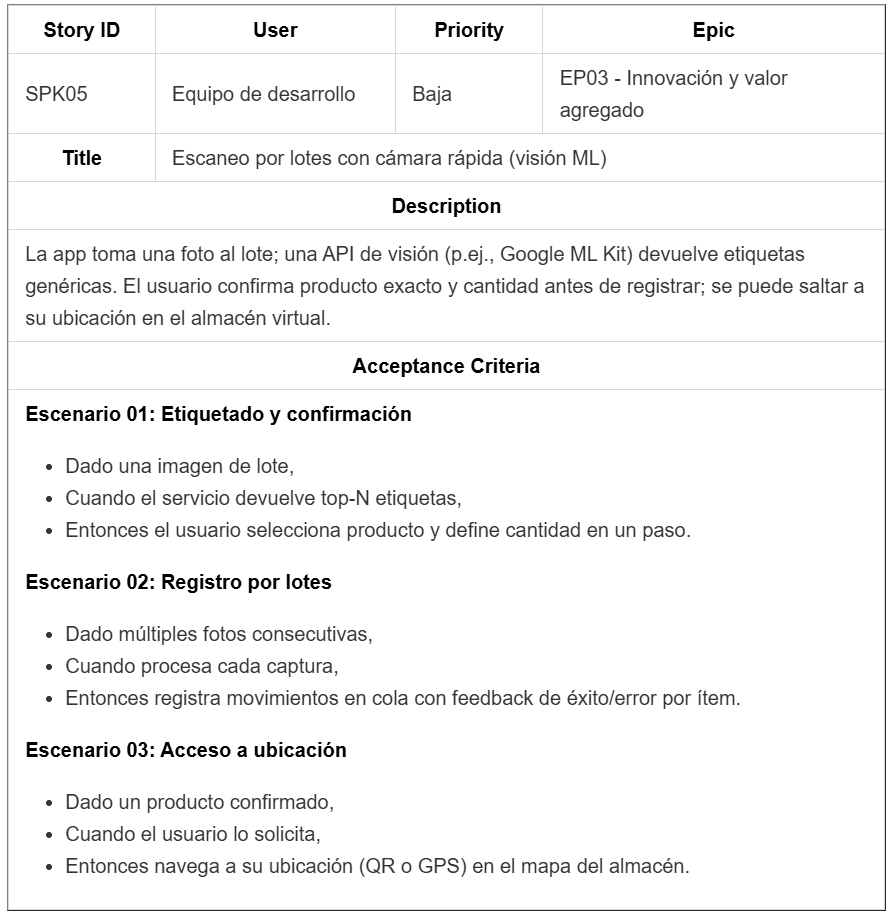 Story ID User Priority Epic
SPK05 Equipo de desarrollo Baja EP03 - Innovación y valor
agregado
Title Escaneo por lotes con cámara rápida (visión ML)
Description
La app toma una foto al lote; una API de visión (p.ej., Google ML Kit) devuelve etiquetas
genéricas. El usuario confirma producto exacto y cantidad antes de registrar; se puede saltar a
su ubicación en el almacén virtual.
Acceptance Criteria
Escenario 01: Etiquetado y confirmación
• Dado una imagen de lote,
• Cuando el servicio devuelve top-N etiquetas,
• Entonces el usuario selecciona producto y define cantidad en un paso.
Escenario 02: Registro por lotes
• Dado múltiples fotos consecutivas,
• Cuando procesa cada captura,
• Entonces registra movimientos en cola con feedback de éxito/error por ítem.
Escenario 03: Acceso a ubicación
• Dado un producto confirmado,
• Cuando el usuario lo solicita,
• Entonces navega a su ubicación (QR o GPS) en el mapa del almacén.